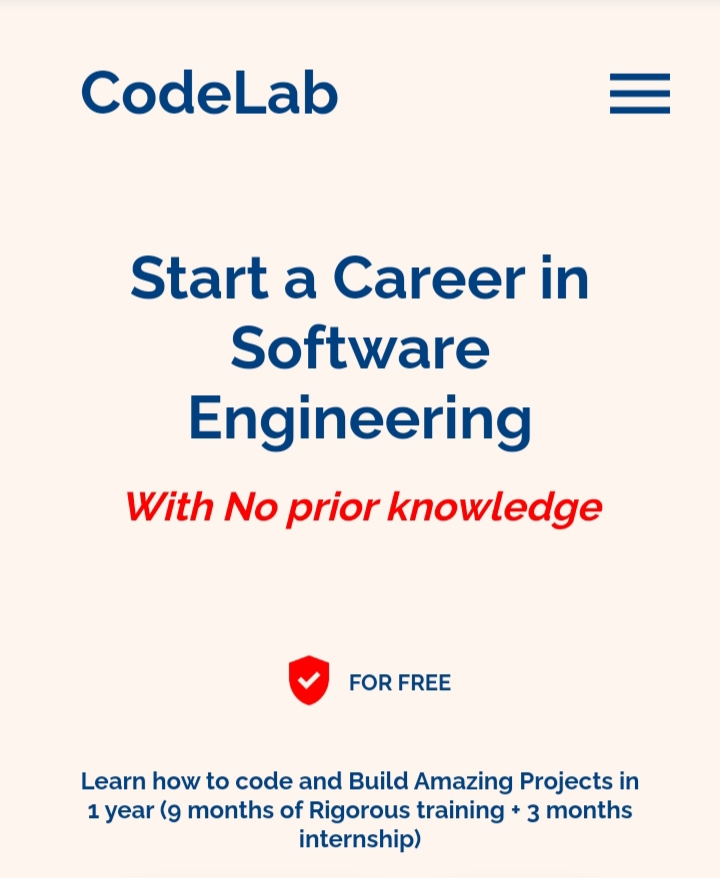 CodeLab
Start a Career in
Software
Engineering
With No prior knowledge
FOR FREE
Learn how to code and Build Amazing Projects in
1 year (9 months of Rigorous training + 3 months
internship)